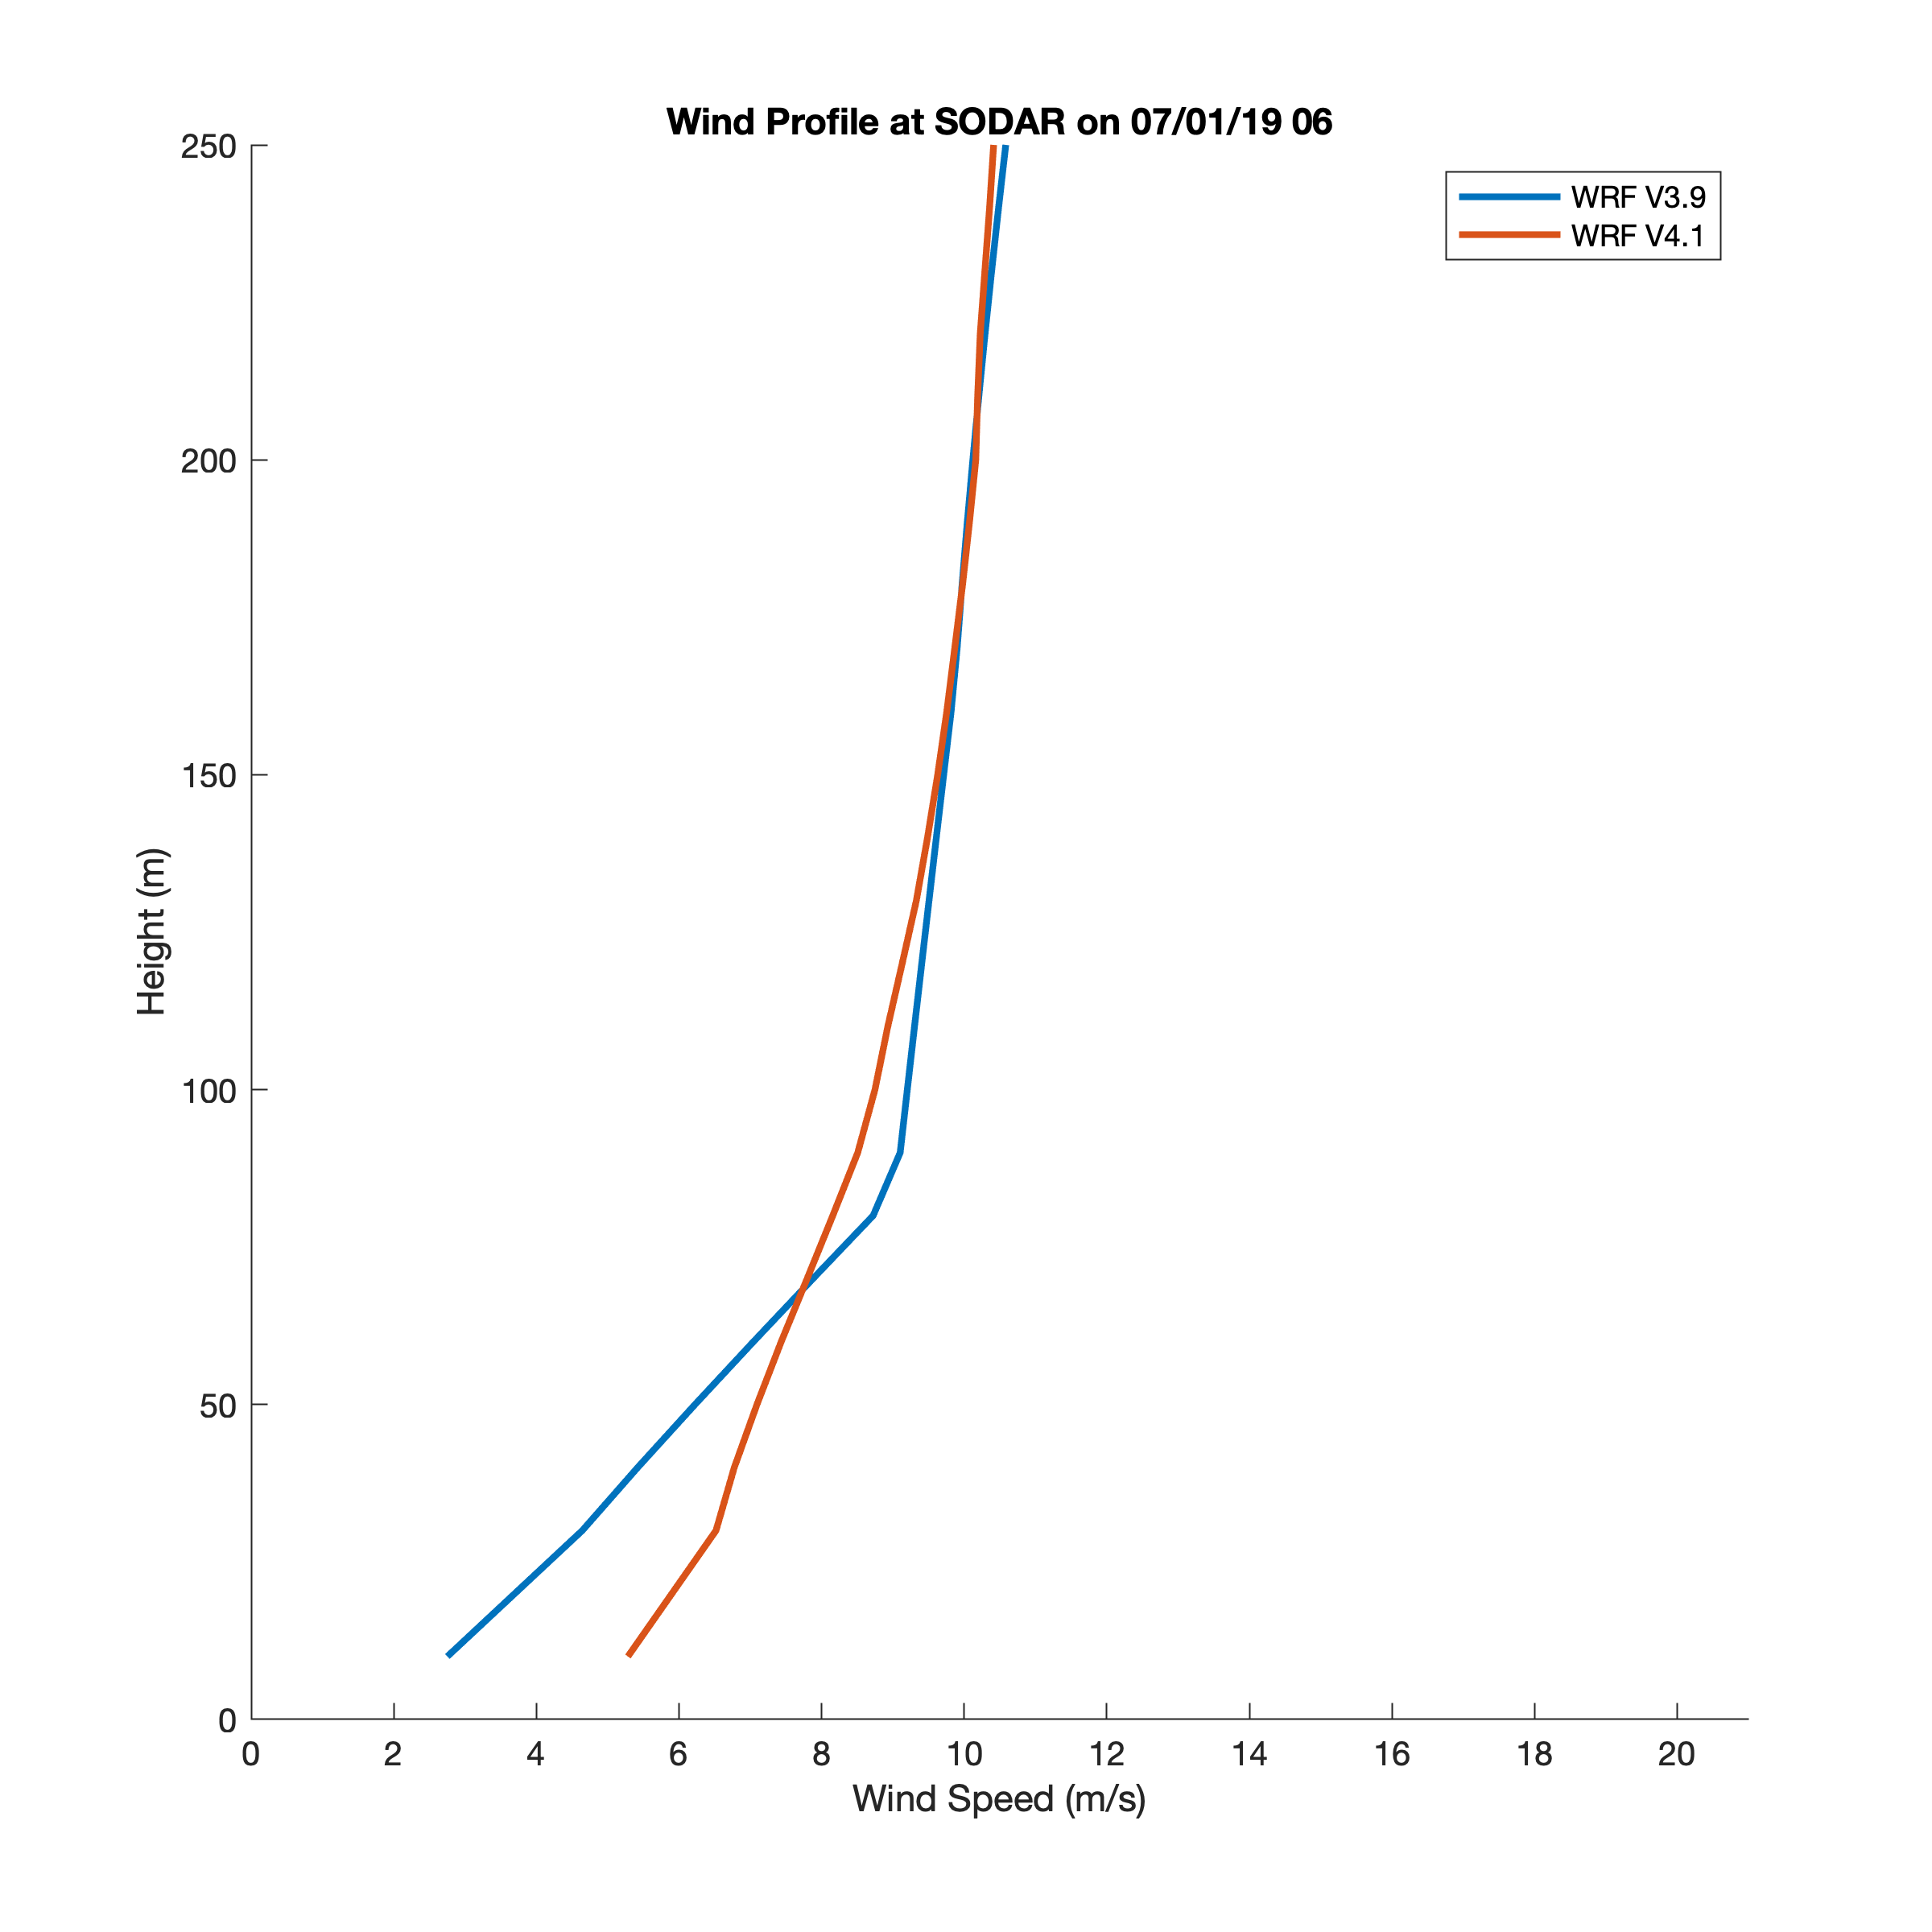 Wind Profile at SODAR on 07/01/19 06
WRF V3.9
WRF V4.1
250
200
150
100
50
0
Height (m)
0 2 4 6 8 10 12 14 16 18 20
Wind Speed (m/s)